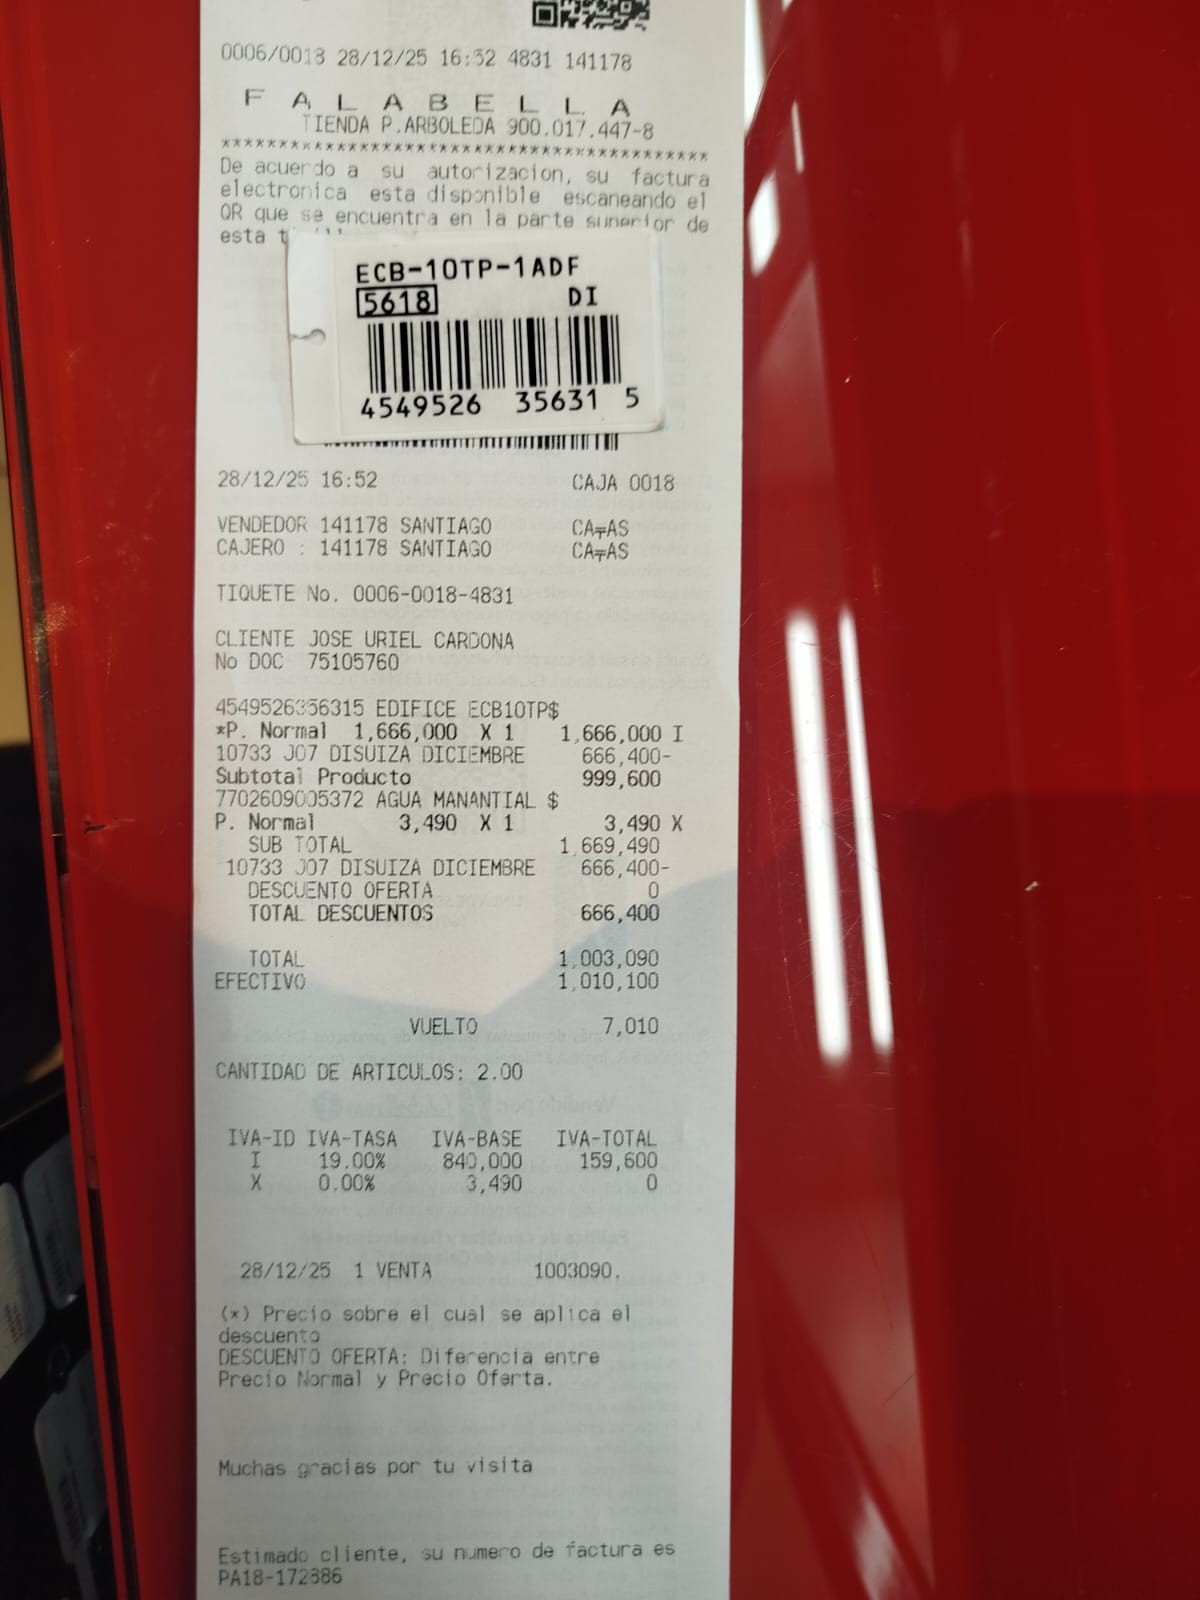 0006/0018 28/12/25 16:52 4831 141178
F A L A B E L L A
TIENDA P.ARBOLEDA 900.017.447-8
******************************************
De acuerdo a su autorizacion, su factura
electronica esta disponible escaneando el
QR que se encuentra en la parte superior de
esta
ECB-10TP-1ADF
5618 DI
4549526 35631 5
28/12/25 16:52 CAJA 0018
VENDEDOR 141178 SANTIAGO
CAJERO : 141178 SANTIAGO
TIQUETE No. 0006-0018-4831
CLIENTE JOSE URIEL CARDONA
No DOC 75105760
4549526356315 EDIFICE ECB10TP$
*P. Normal 1,666,000 X 1 1,666,000 I
10733 J07 DISUIZA DICIEMBRE 666,400-
Subtotal Producto 999,600
7702609005372 AGUA MANANTIAL $
P. Normal 3,490 X 1 3,490 X
SUB TOTAL 1,669,490
10733 J07 DISUIZA DICIEMBRE 666,400-
DESCUENTO OFERTA 0
TOTAL DESCUENTOS 666,400
TOTAL 1,003,090
EFECTIVO 1,010,100
VUELTO 7,010
CANTIDAD DE ARTICULOS: 2.00
IVA-ID IVA-TASA IVA-BASE IVA-TOTAL
I 19.00% 840,000 159,600
X 0.00% 3,490 0
28/12/25 1 VENTA 1003090.
(*) Precio sobre el cual se aplica el
descuento
DESCUENTO OFERTA: Diferencia entre
Precio Normal y Precio Oferta.
Muchas gracias por tu visita
Estimado cliente, su numero de factura es
PA18-172386